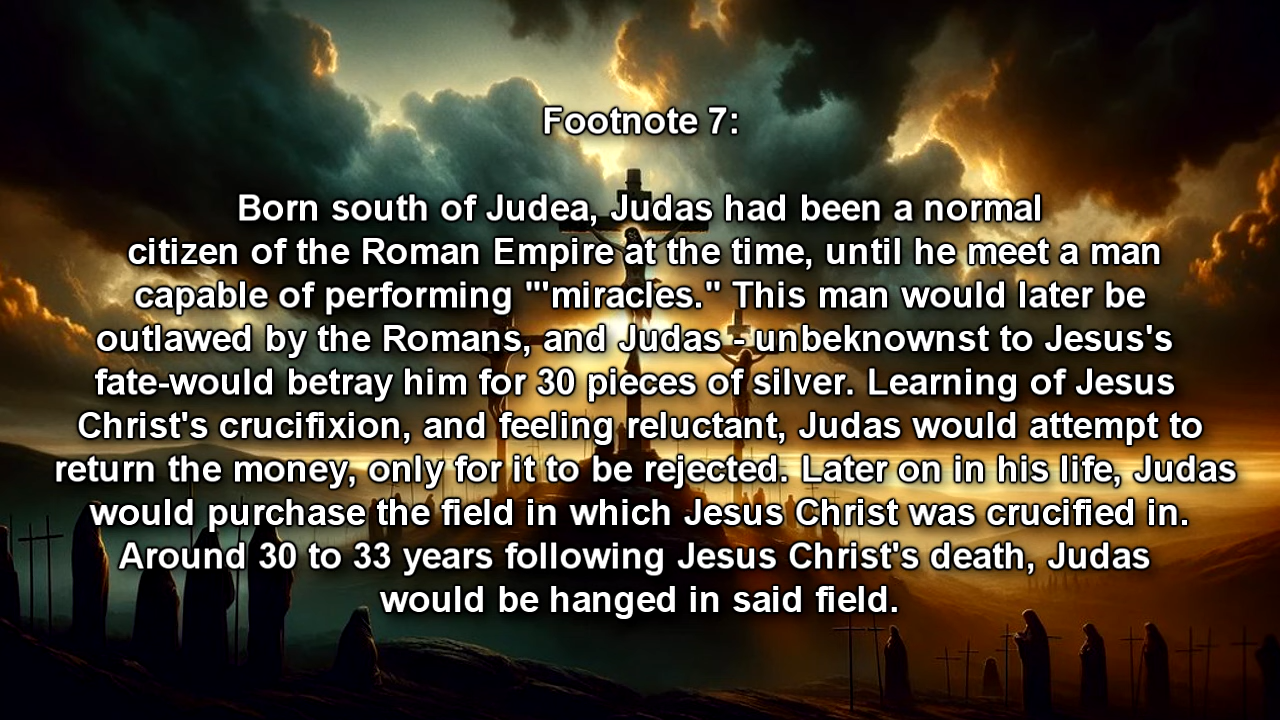 Footnote 7:
Born south of Judea, Judas had been a normal
citizen of the Roman Empire at the time, until he meet a man
capable of performing "'miracles." This man would later be
outlawed by the Romans, and Judas - unbeknownst to Jesus's
fate-would betray him for 30 pieces of silver. Learning of Jesus
Christ's crucifixion, and feeling reluctant, Judas would attempt to
return the money, only for it to be rejected. Later on in his life, Judas
would purchase the field in which Jesus Christ was crucified in.
Around 30 to 33 years following Jesus Christ's death, Judas
would be hanged in said field.